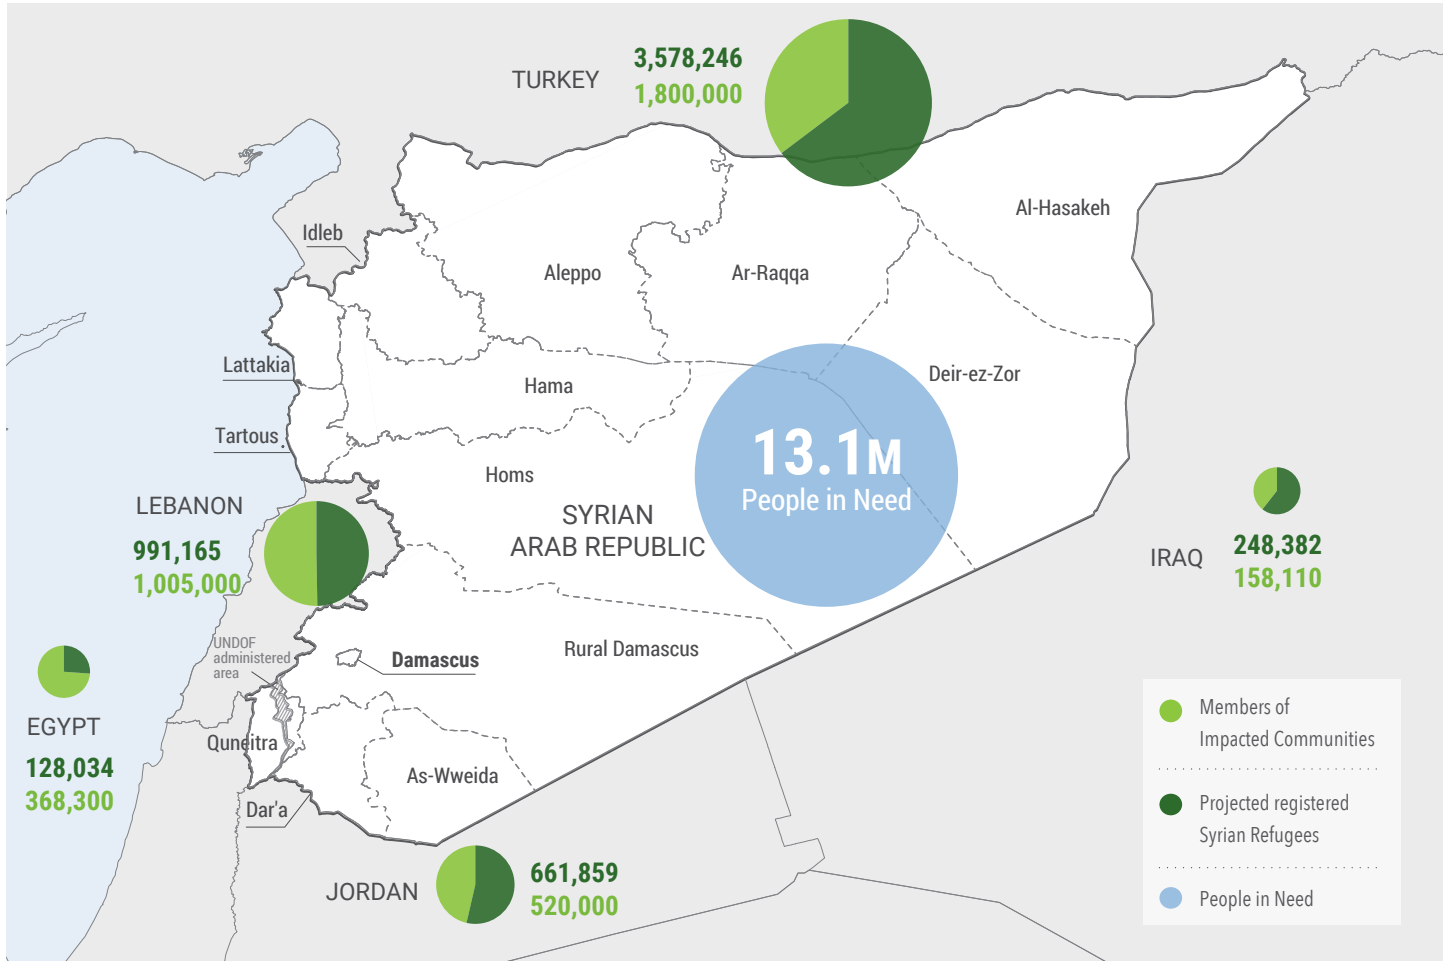 TURKEY
3,578,246
1,800,000
Al-Hasakeh
Idleb
Aleppo
Ar-Raqqa
Lattakia
Hama
Deir-ez-Zor
Tartous
13.1M
People in Need
Homs
LEBANON
991,165
1,005,000
SYRIAN
ARAB REPUBLIC
IRAQ
248,382
158,110
UNDOF
administered
area
Damascus
Rural Damascus
EGYPT
128,034
368,300
Quneitra
As-Wweida
Dar'a
JORDAN
661,859
520,000
Members of
Impacted Communities
Projected registered
Syrian Refugees
People in Need